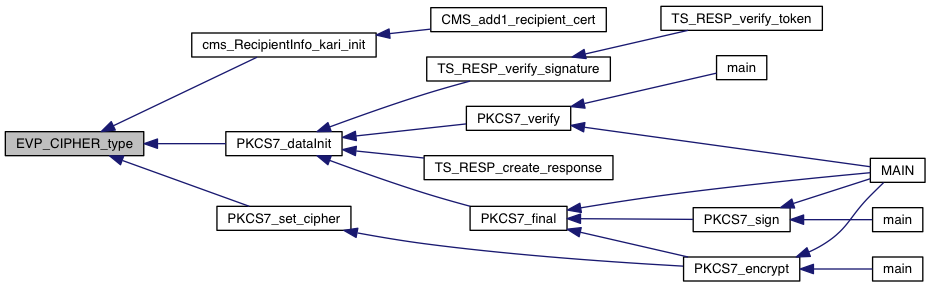 CMS_add1_recipient_cert
TS_RESP_verify_token
cms_RecipientInfo_kari_init
TS_RESP_verify_signature
main
PKCS7_verify
EVP_CIPHER_type
PKCS7_dataInit
TS_RESP_create_response
MAIN
PKCS7_set_cipher
PKCS7_final
PKCS7_sign
main
PKCS7_encrypt
main